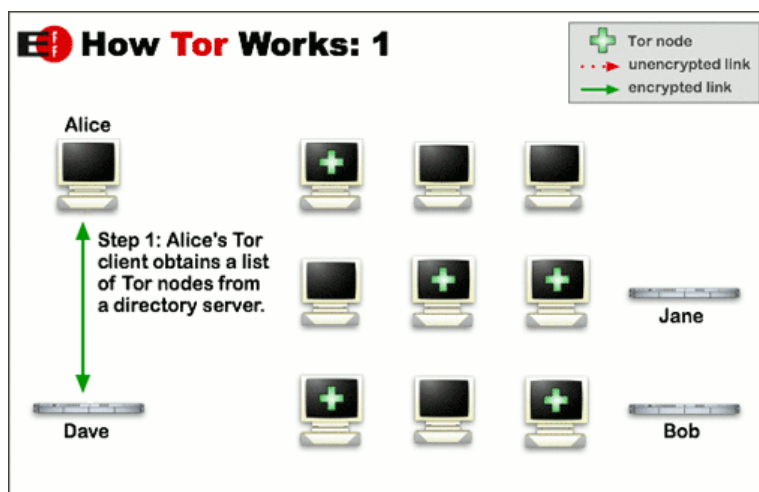 EFF How Tor Works: 1
Tor node
unencrypted link
encrypted link
Alice
Step 1: Alice's Tor
client obtains a list
of Tor nodes from
a directory server.
Jane
Dave
Bob